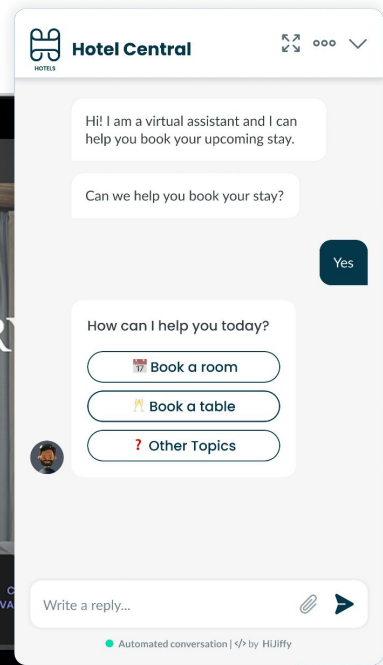 Hotel Central
HOTELS
Hi! I am a virtual assistant and I can
help you book your upcoming stay.
Can we help you book your stay?
Yes
How can I help you today?
17 Book a room
Book a table
? Other Topics
Write a reply...
Automated conversation | </> by HiJiffy